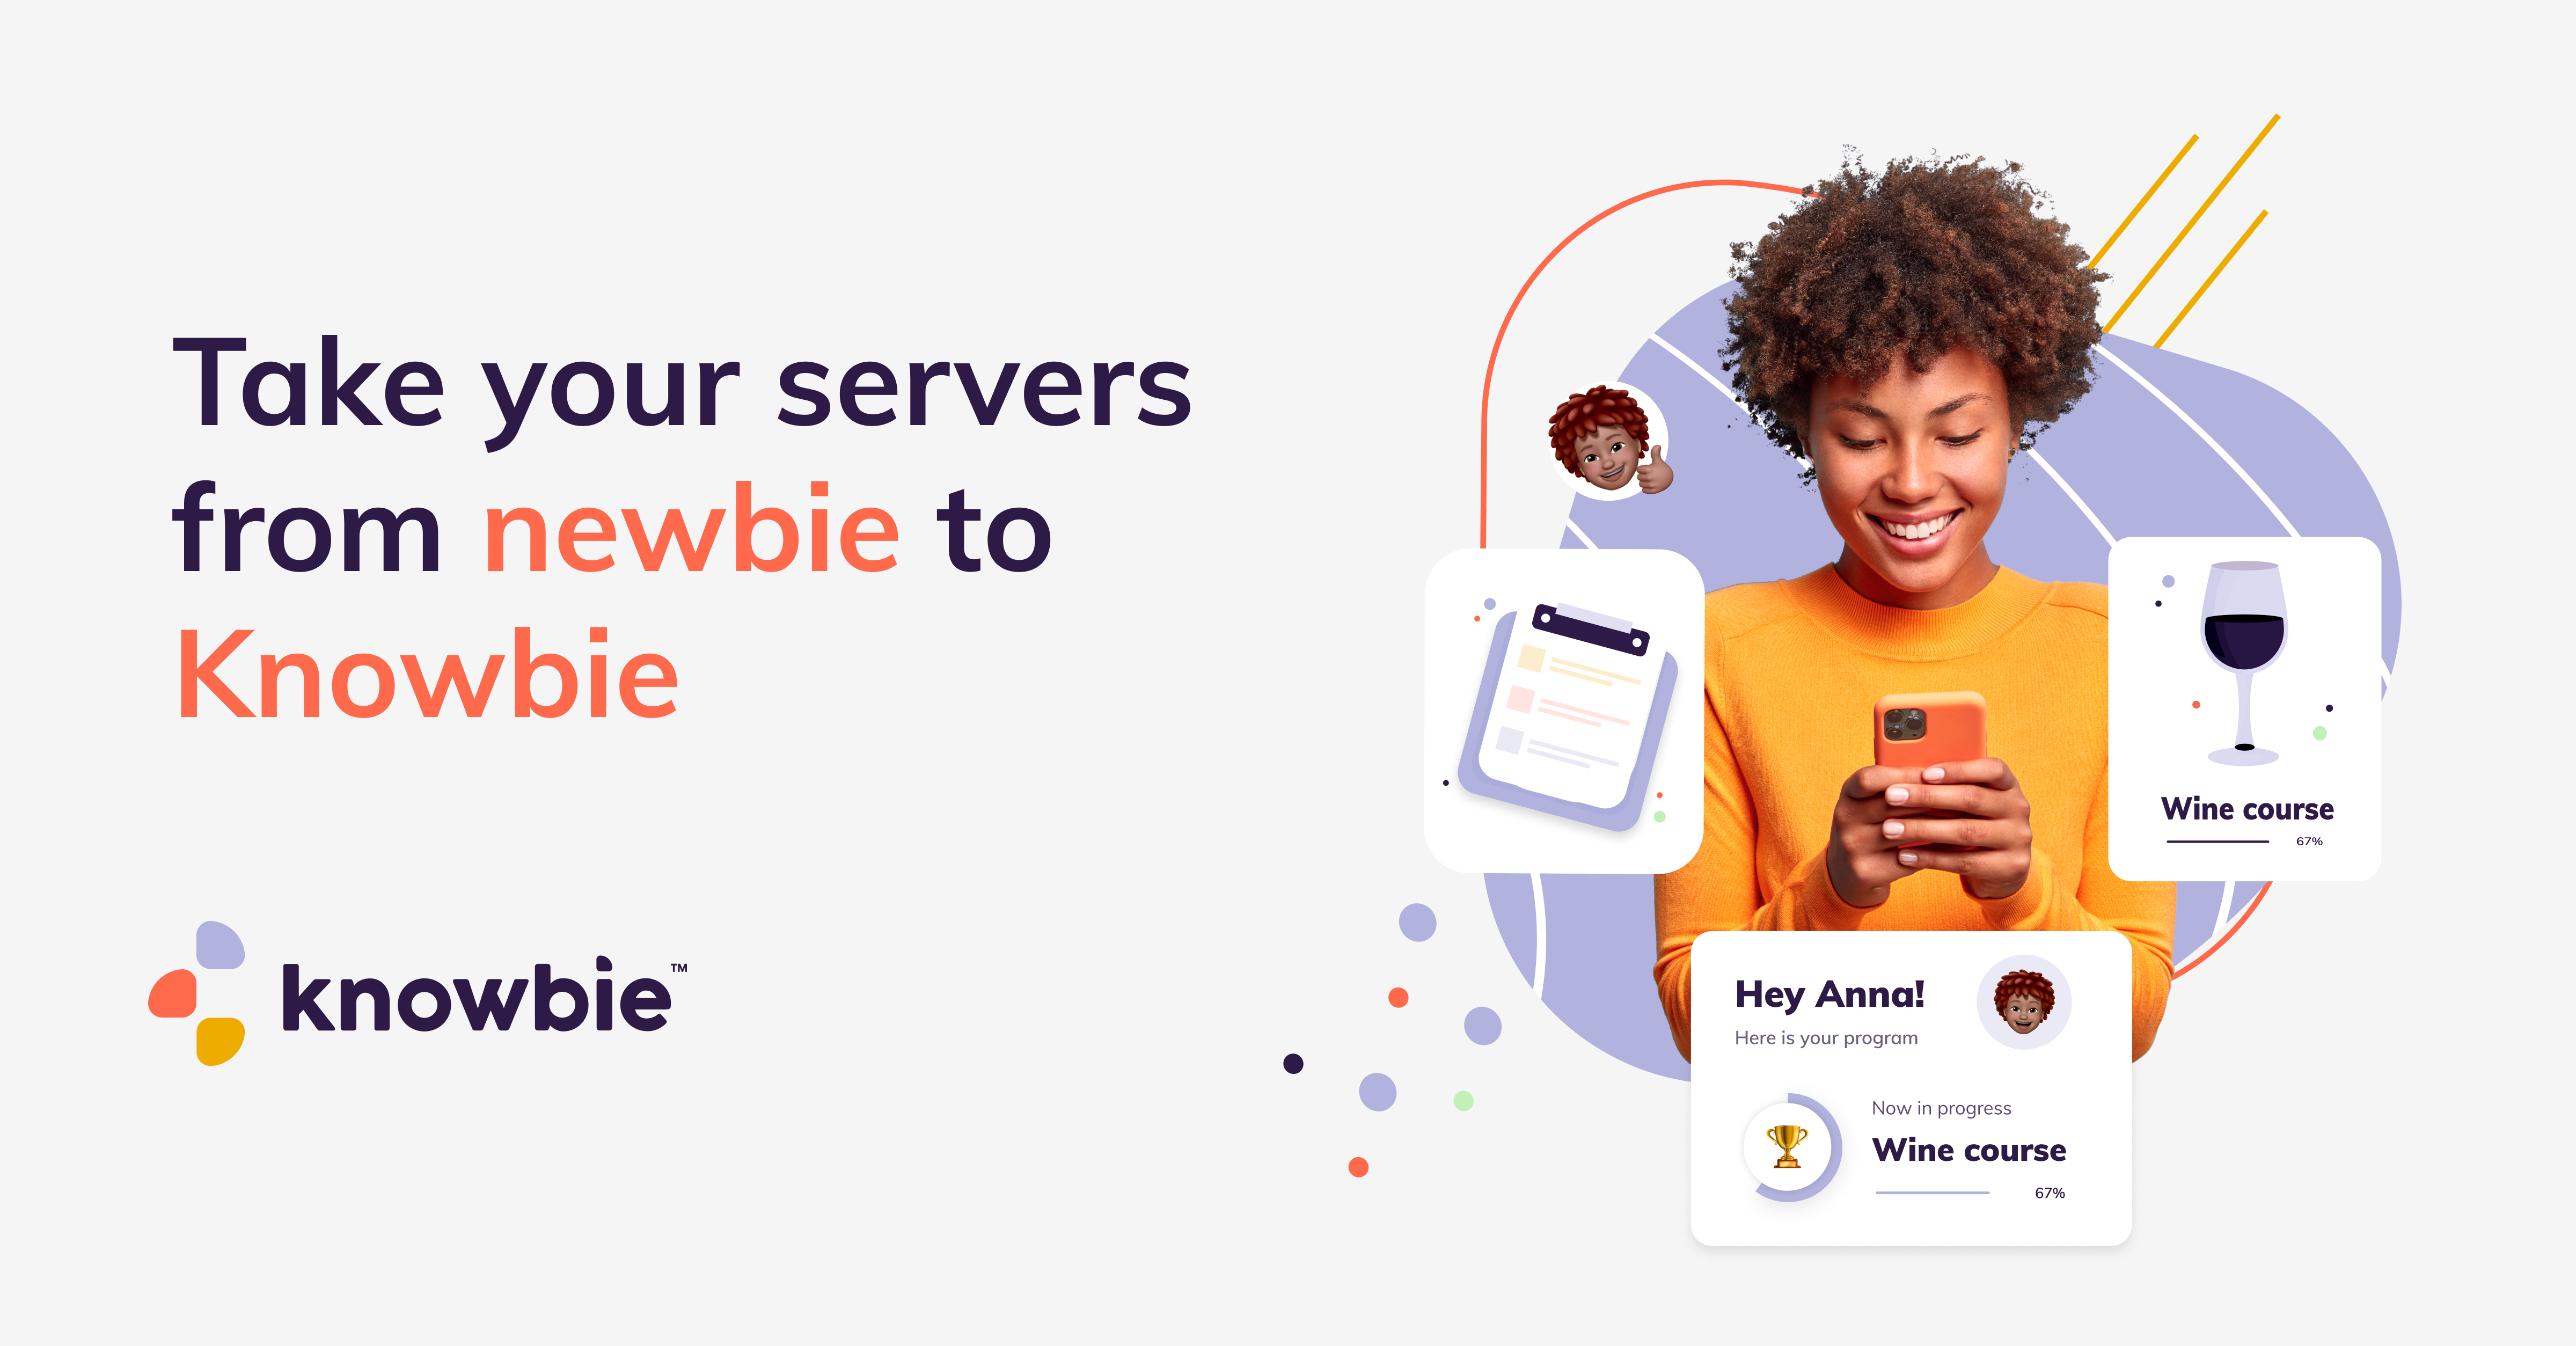 Take your servers
from newbie to
Knowbie
knowbie™
Wine course
67%
Hey Anna!
Here is your program
Now in progress
Wine course
67%